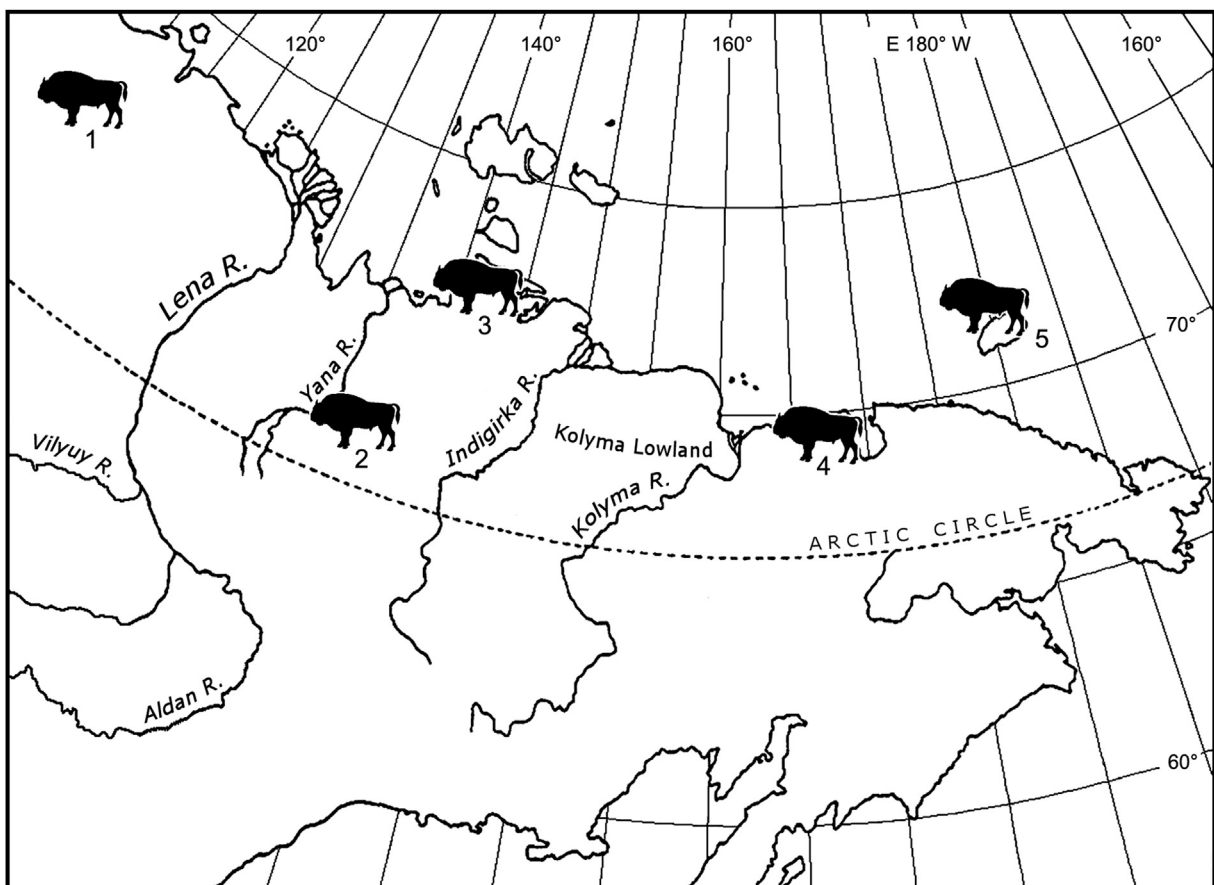 120°
140°
160°
E 180° W
160°
1
Lena R.
3
5
70°
Yana R.
Vilyuy R.
2
Indigirka R.
Kolyma Lowland
4
Kolyma R.
ARCTIC CIRCLE
Aldan R.
60°